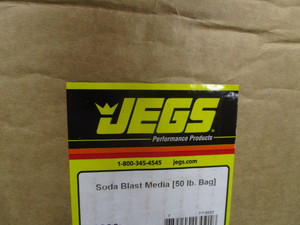 JEGS
Performance Products
1-800-345-4545 jegs.com
Soda Blast Media [50 lb. Bag]